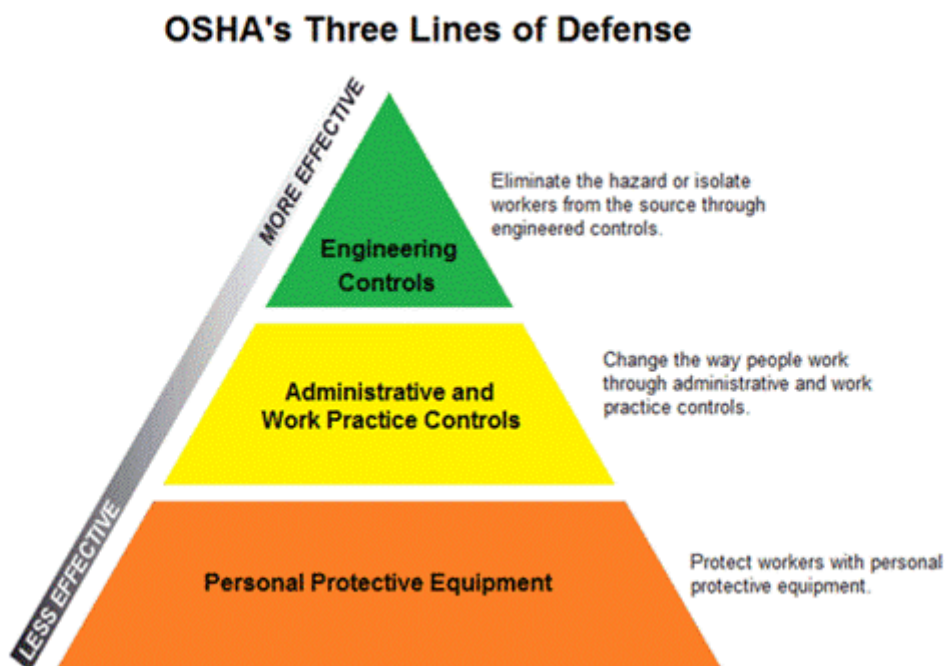 OSHA's Three Lines of Defense
MORE EFFECTIVE
Eliminate the hazard or isolate
workers from the source through
engineered controls.
Engineering
Controls
Change the way people work
through administrative and work
practice controls.
Administrative and
Work Practice Controls
LESS EFFECTIVE
Personal Protective Equipment
Protect workers with personal
protective equipment.